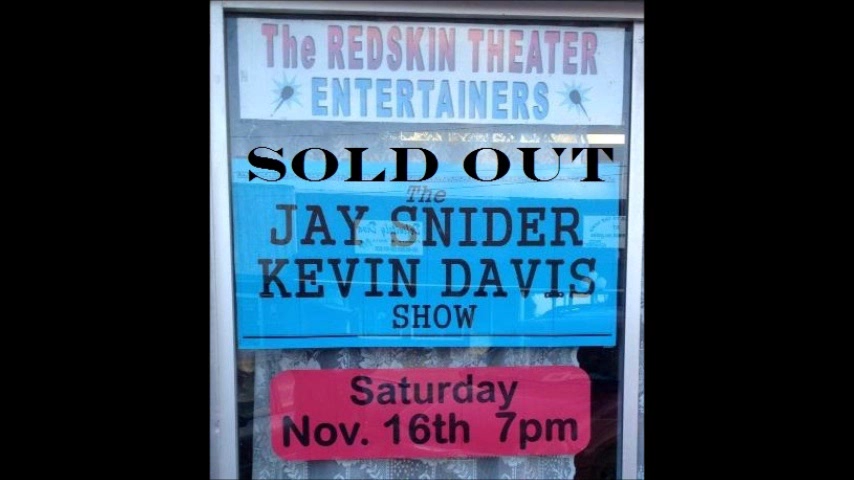 The REDSKIN THEATER
ENTERTAINERS
SOLD OUT
The
JAY SNIDER
KEVIN DAVIS
SHOW
Saturday
Nov. 16th 7pm